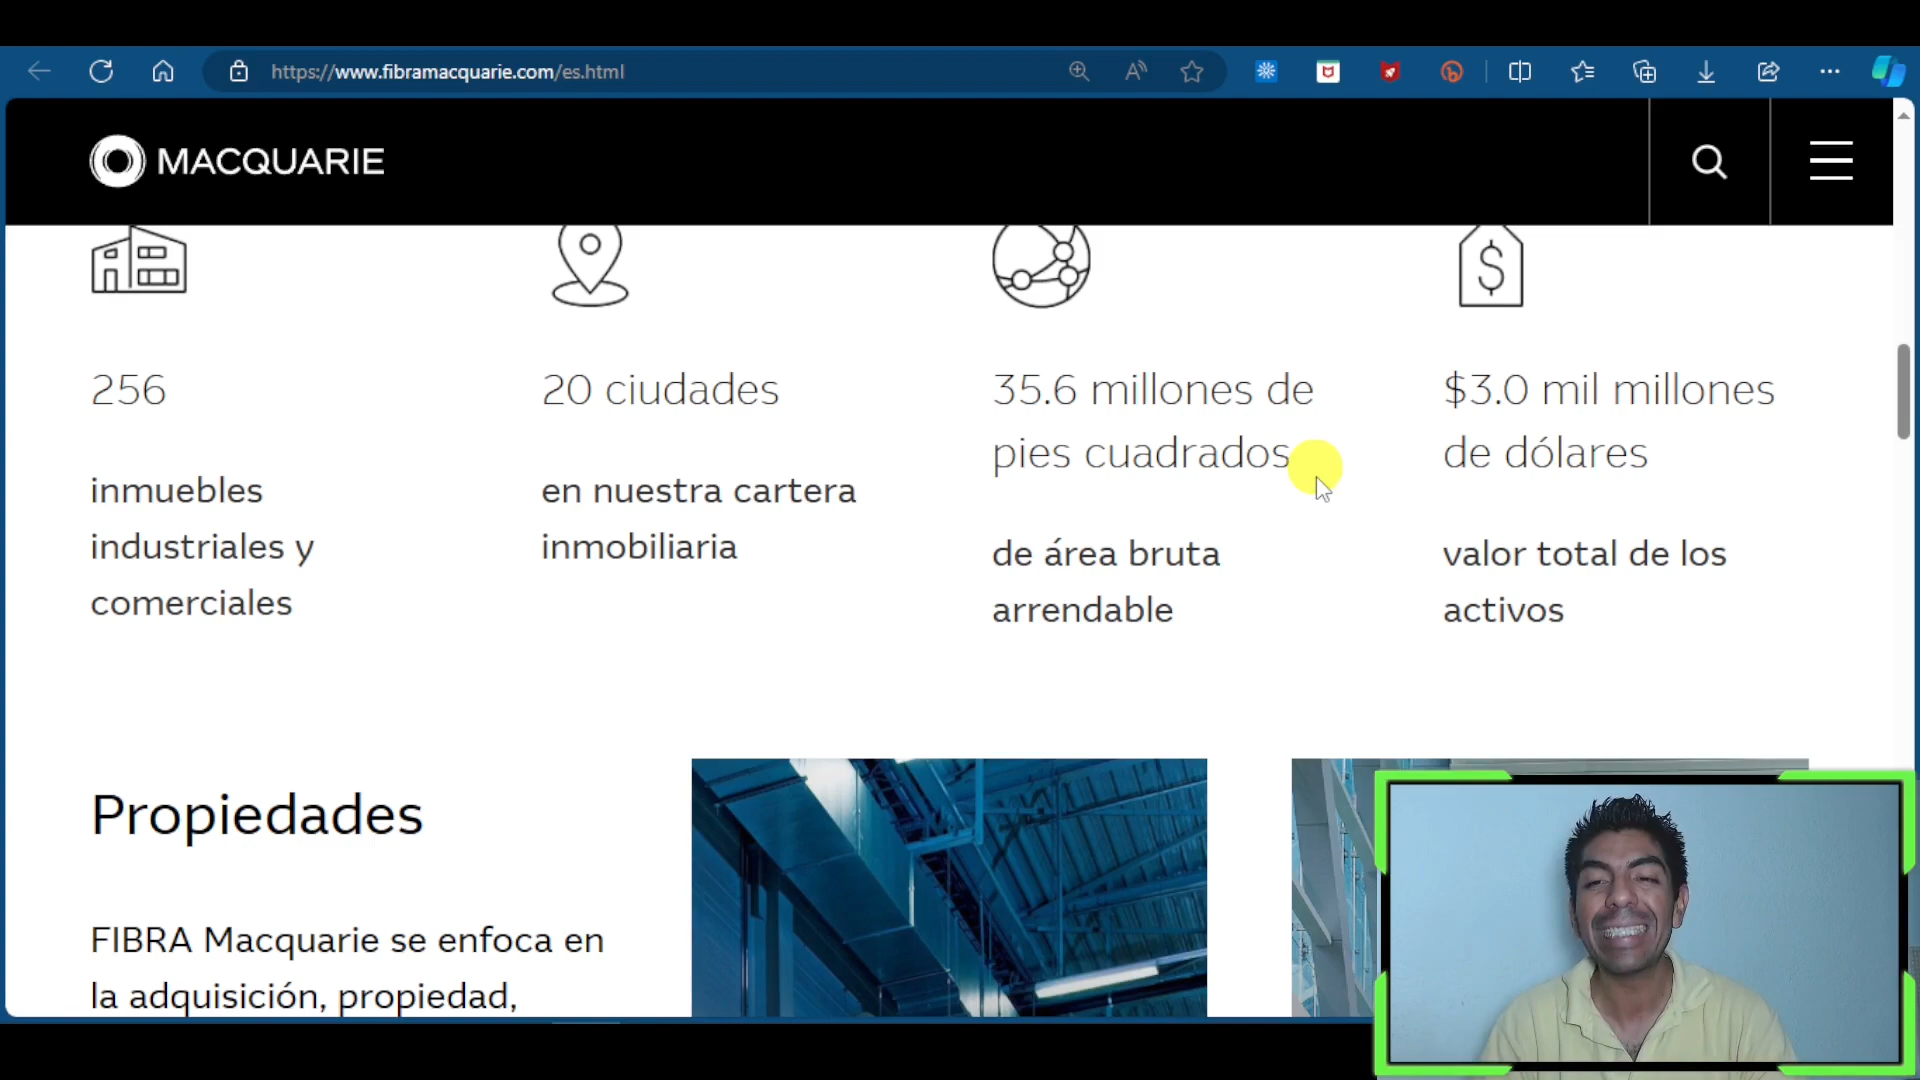 https://www.fibramacquarie.com/es.html
MACQUARIE
256
inmuebles
industriales y
comerciales
20 ciudades
en nuestra cartera
inmobiliaria
35.6 millones de
pies cuadrados
de área bruta
arrendable
$3.0 mil millones
de dólares
valor total de los
activos
Propiedades
FIBRA Macquarie se enfoca en
la adquisición, propiedad,